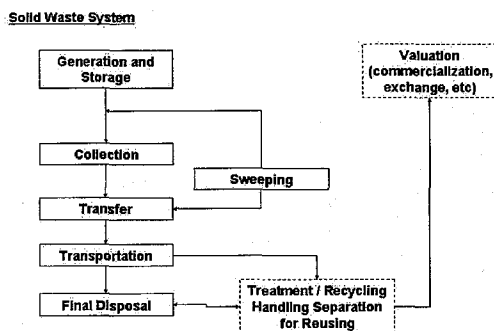 Solid Waste System
Generation and
Storage
Valuation
(commercialization,
exchange, etc)
Collection
Sweeping
Transfer
Transportation
Treatment / Recycling
Handling Separation
for Reusing
Final Disposal